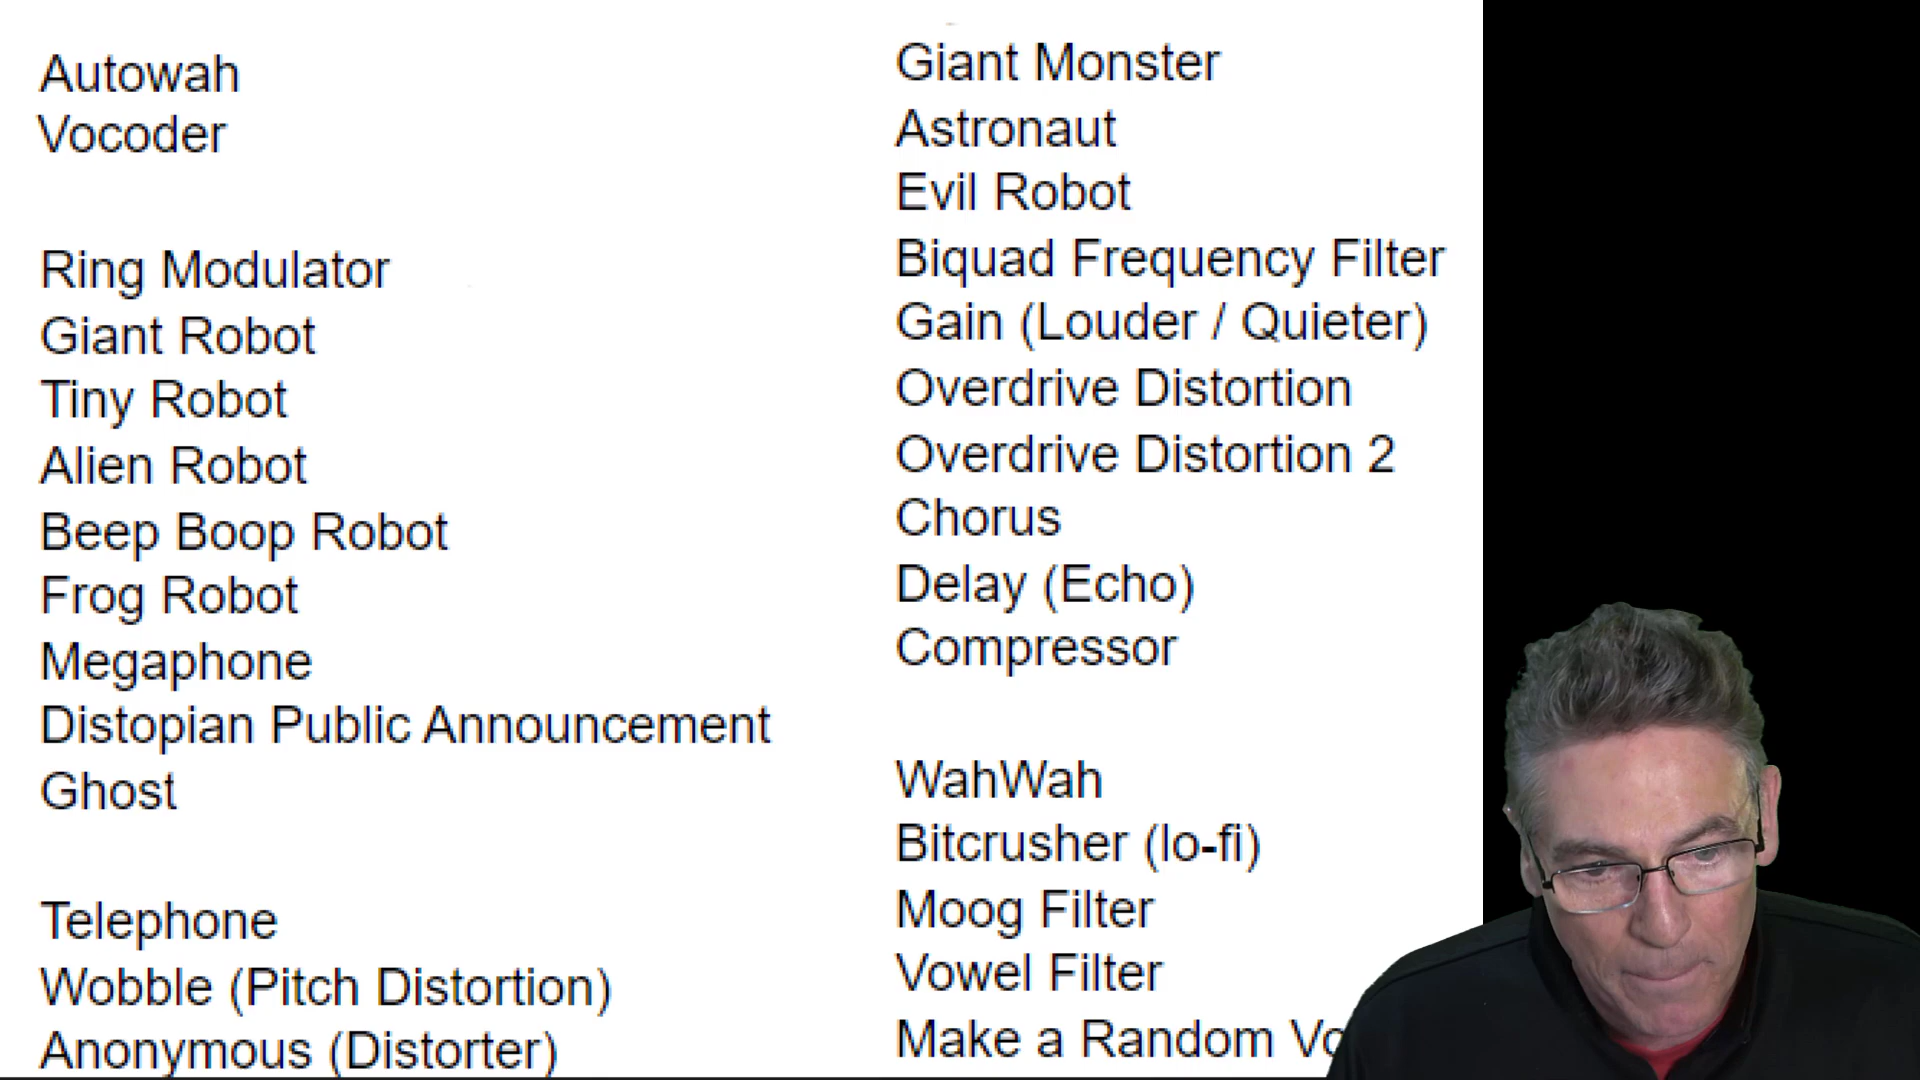 Autowah
Vocoder
Ring Modulator
Giant Robot
Tiny Robot
Alien Robot
Beep Boop Robot
Frog Robot
Megaphone
Distopian Public Announcement
Ghost
Telephone
Wobble (Pitch Distortion)
Anonymous (Distorter)
Giant Monster
Astronaut
Evil Robot
Biquad Frequency Filter
Gain (Louder / Quieter)
Overdrive Distortion
Overdrive Distortion 2
Chorus
Delay (Echo)
Compressor
WahWah
Bitcrusher (lo-fi)
Moog Filter
Vowel Filter
Make a Random